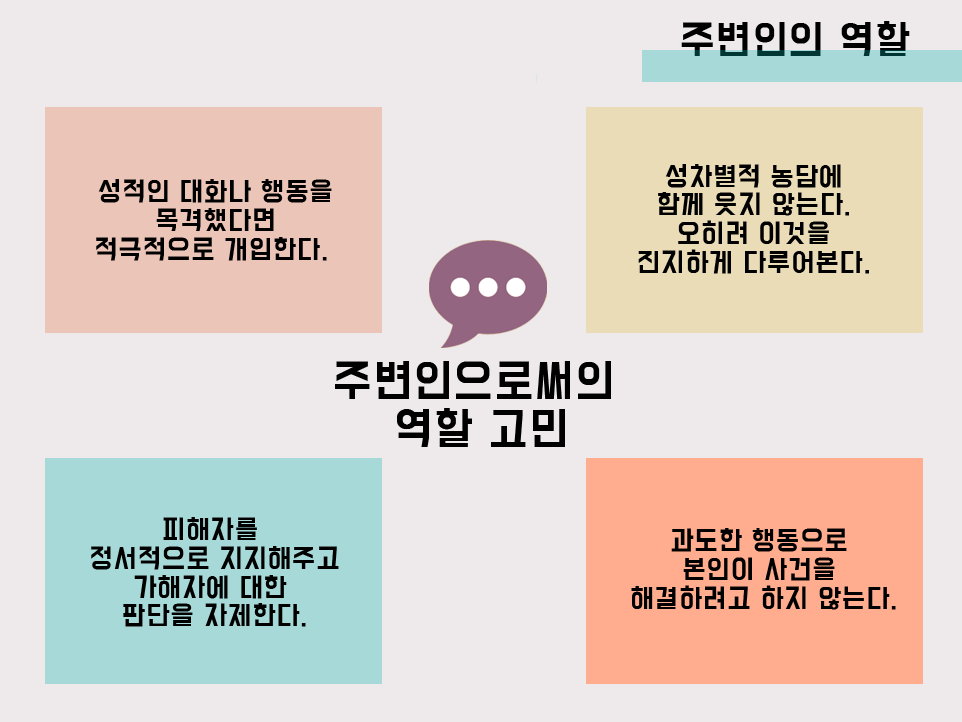 주변인의 역할
성적인 대화나 행동을
목격했다면
적극적으로 개입한다.
성차별적 농담에
함께 웃지 않는다.
오히려 이것을
진지하게 다루어본다.
주변인으로써의
역할 고민
피해자를
정서적으로 지지해주고
가해자에 대한
판단을 자제한다.
과도한 행동으로
본인이 사건을
해결하려고 하지 않는다.